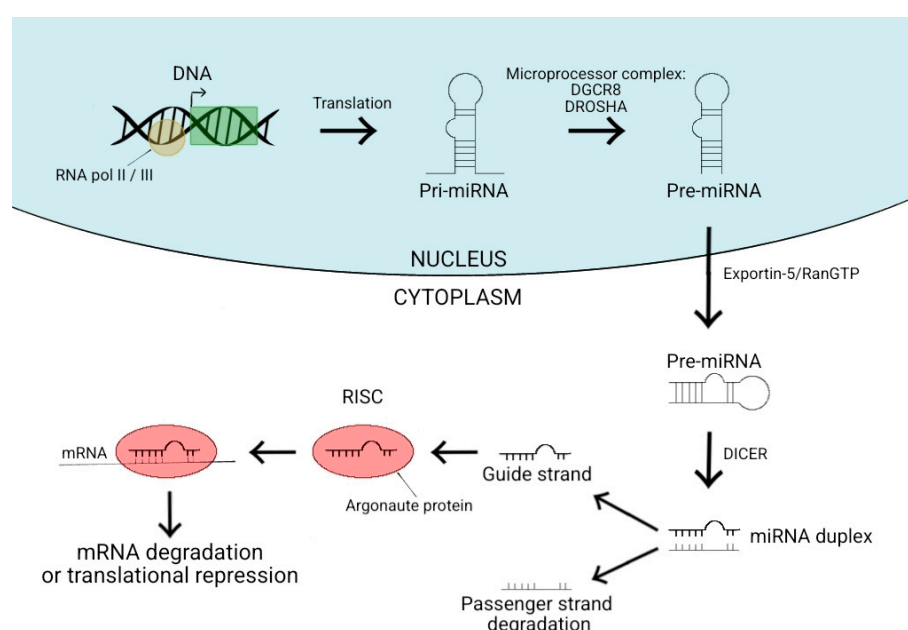 DNA
Translation
Microprocessor complex:
DGCR8
DROSHA
RNA pol II / III
Pri-miRNA
Pre-miRNA
NUCLEUS
CYTOPLASM
Exportin-5/RanGTP
Pre-miRNA
DICER
RISC
mRNA
Guide strand
Argonaute protein
miRNA duplex
mRNA degradation
or translational repression
Passenger strand
degradation